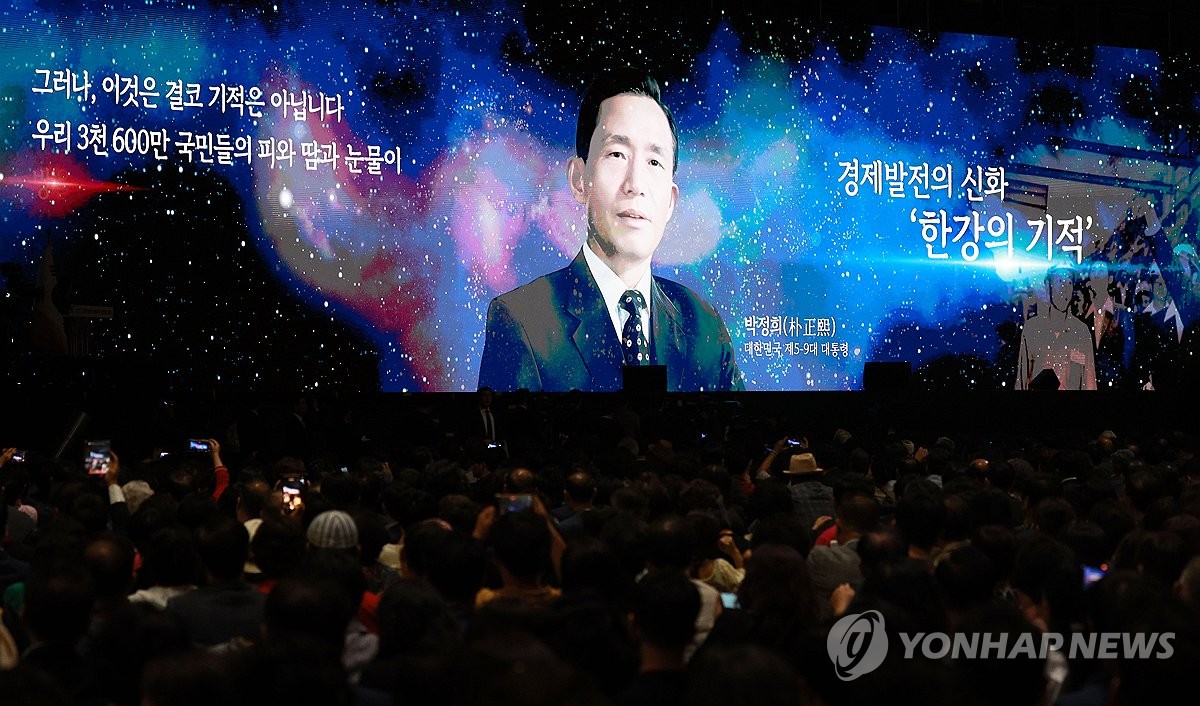 그러나, 이것은 결코 기적은 아닙니다
우리 3천 600만 국민들의 피와 땀과 눈물이
경제발전의 신화
‘한강의 기적’
박정희(朴正熙)
대한민국 제5-9대 대통령
YONHAP NEWS